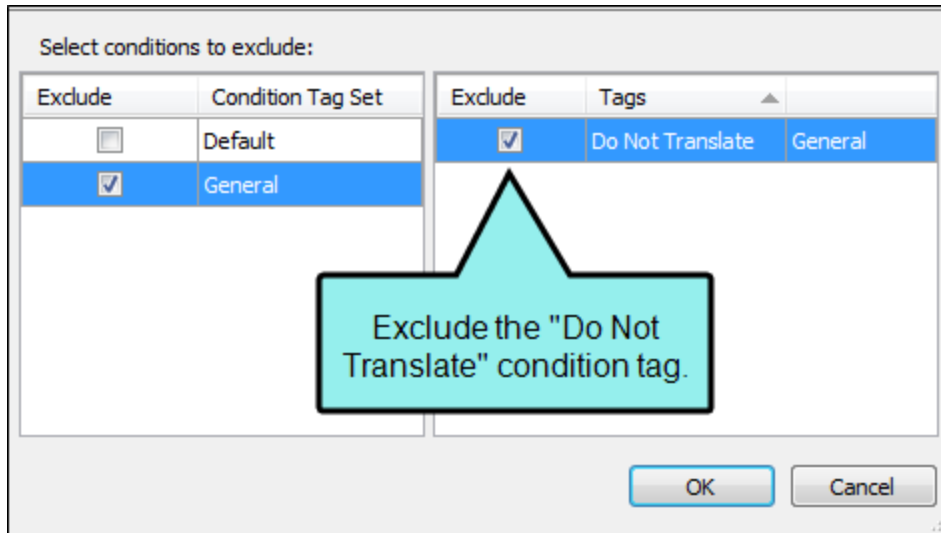 Select conditions to exclude:
Exclude Condition Tag Set Exclude Tags
Default Do Not Translate General
General
Exclude the "Do Not
Translate" condition tag.
OK Cancel